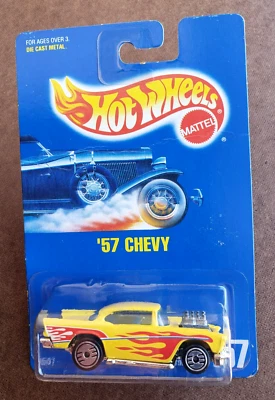 FOR AGES OVER 3.
DIE CAST METAL.
Hot Wheels
MATTEL
'57 CHEVY